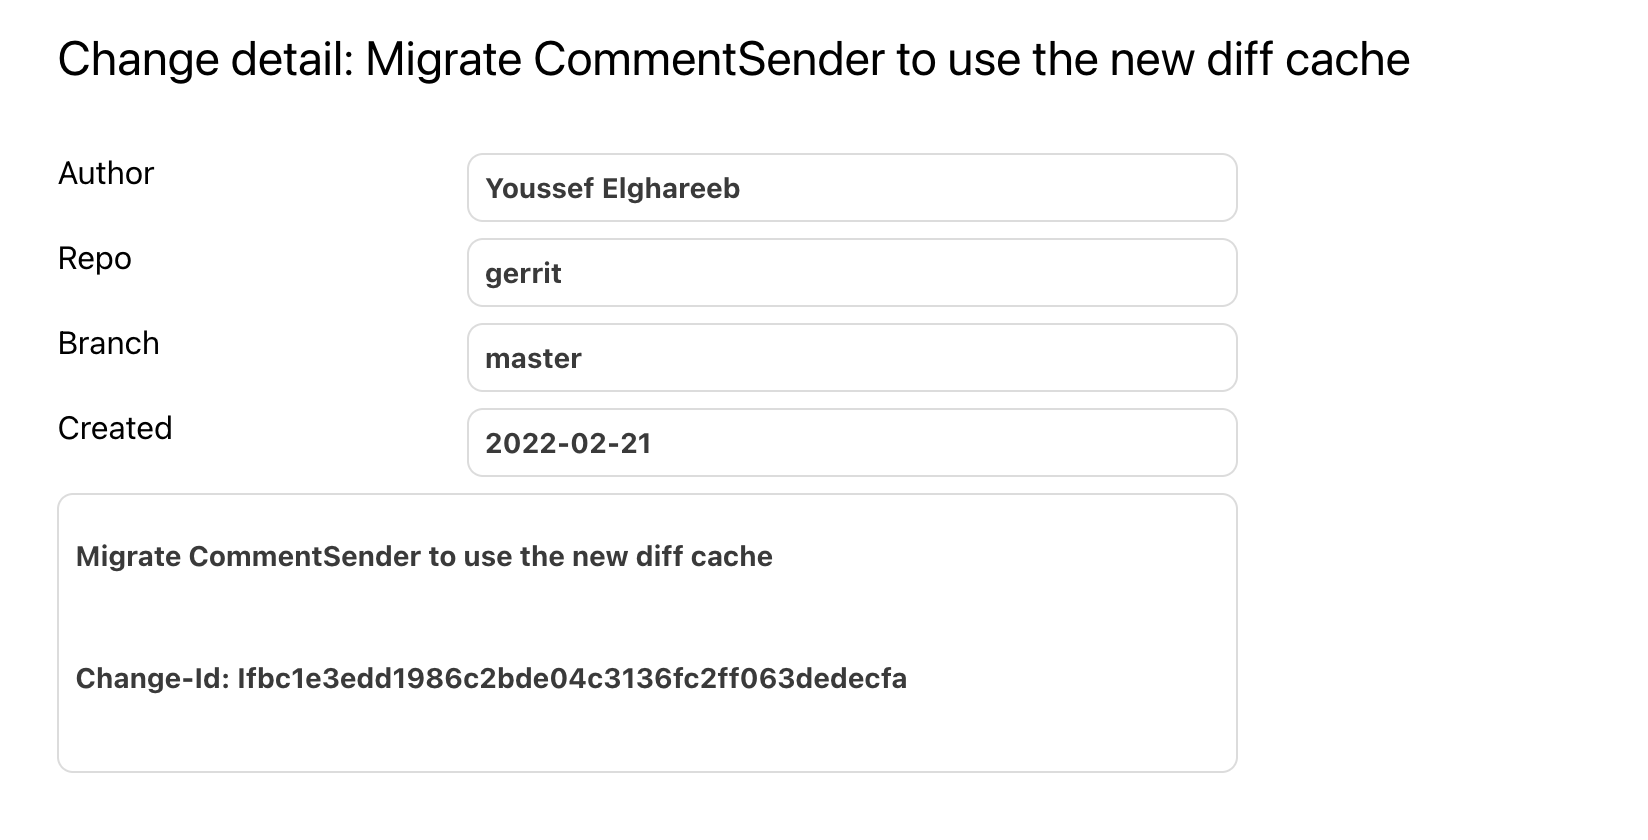 Change detail: Migrate CommentSender to use the new diff cache
Author
Youssef Elghareeb
Repo
gerrit
Branch
master
Created
2022-02-21
Migrate CommentSender to use the new diff cache
Change-Id: Ifbc1e3edd1986c2bde04c3136fc2ff063dedecfa